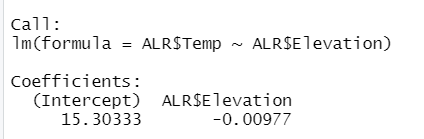 Call:
lm(formula = ALR$Temp ~ ALR$Elevation)
Coefficients:
(Intercept) ALR$Elevation
15.30333 -0.00977